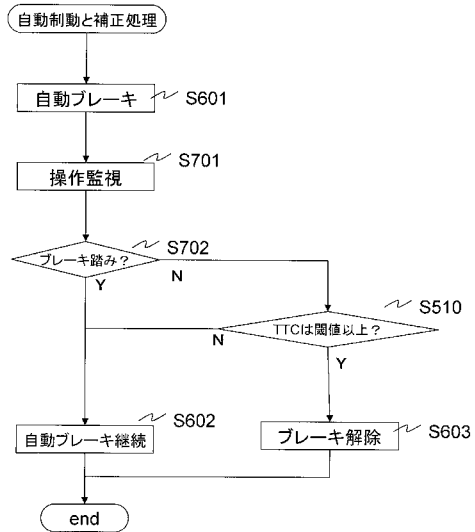 自動制動と補正処理
自動ブレーキ
S601
操作監視
S701
ブレーキ踏み？
S702
Y
N
TTCは閾値以上？
S510
N
Y
自動ブレーキ継続
S602
ブレーキ解除
S603
end